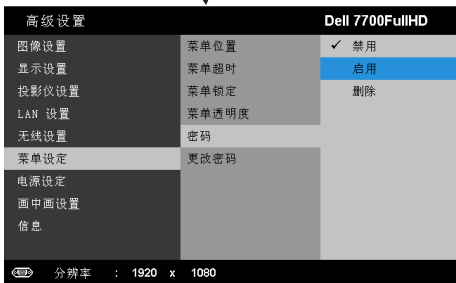 高级设置 Dell 7700FullHD
图像设置 菜单位置 ✓ 禁用
显示设置 菜单超时 启用
投影仪设置 菜单锁定 删除
LAN 设置 菜单透明度
无线设置 密码
菜单设定 更改密码
电源设定
画中画设置
信息
分辨率 : 1920 x 1080